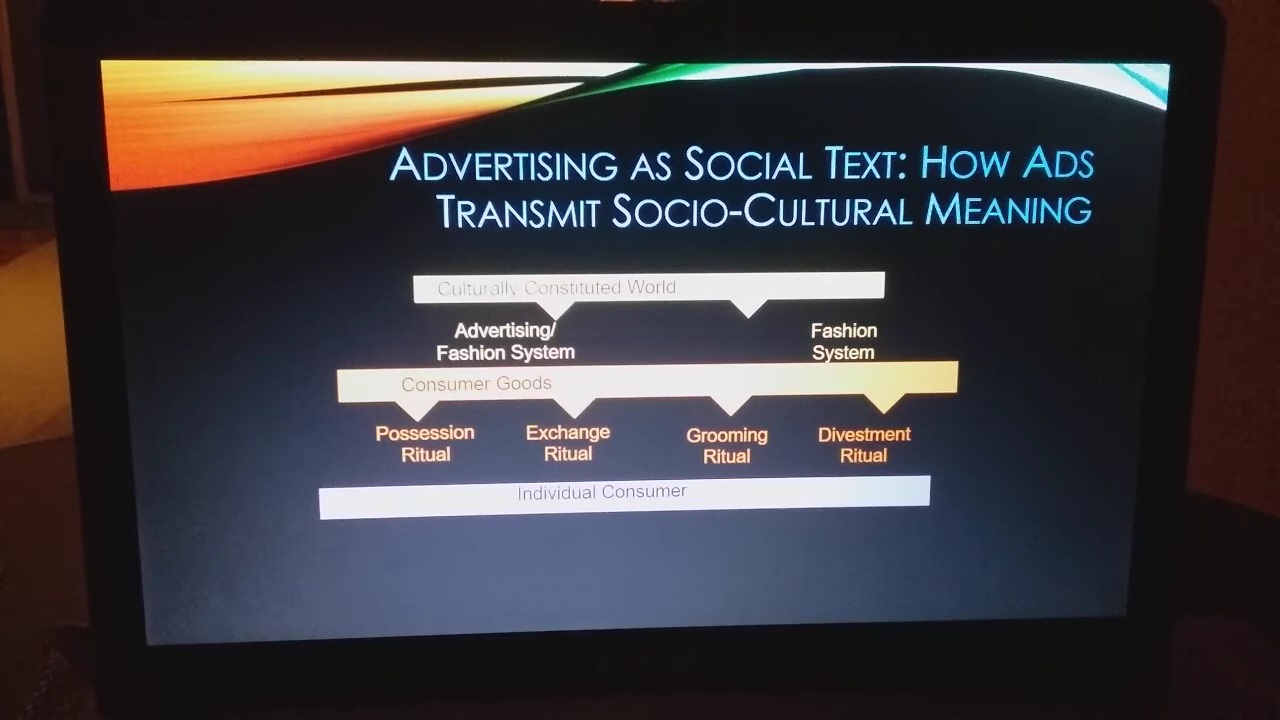 ADVERTISING AS SOCIAL TEXT: HOW ADS
TRANSMIT SOCIO-CULTURAL MEANING
Culturally Constituted World
Advertising/
Fashion System
Fashion
System
Consumer Goods
Possession
Ritual
Exchange
Ritual
Grooming
Ritual
Divestment
Ritual
Individual Consumer